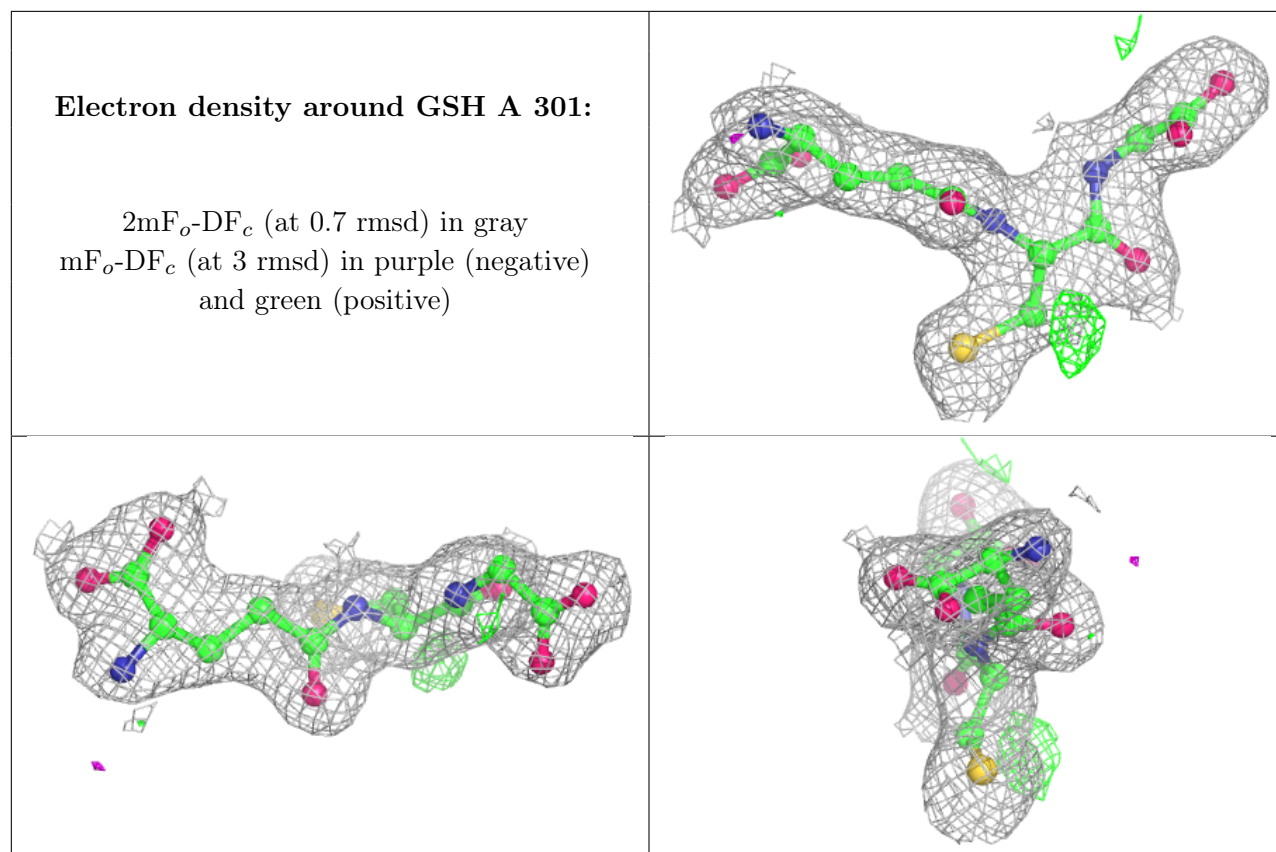 Electron density around GSH A 301:
2mFo-DFc (at 0.7 rmsd) in gray
mFo-DFc (at 3 rmsd) in purple (negative)
and green (positive)